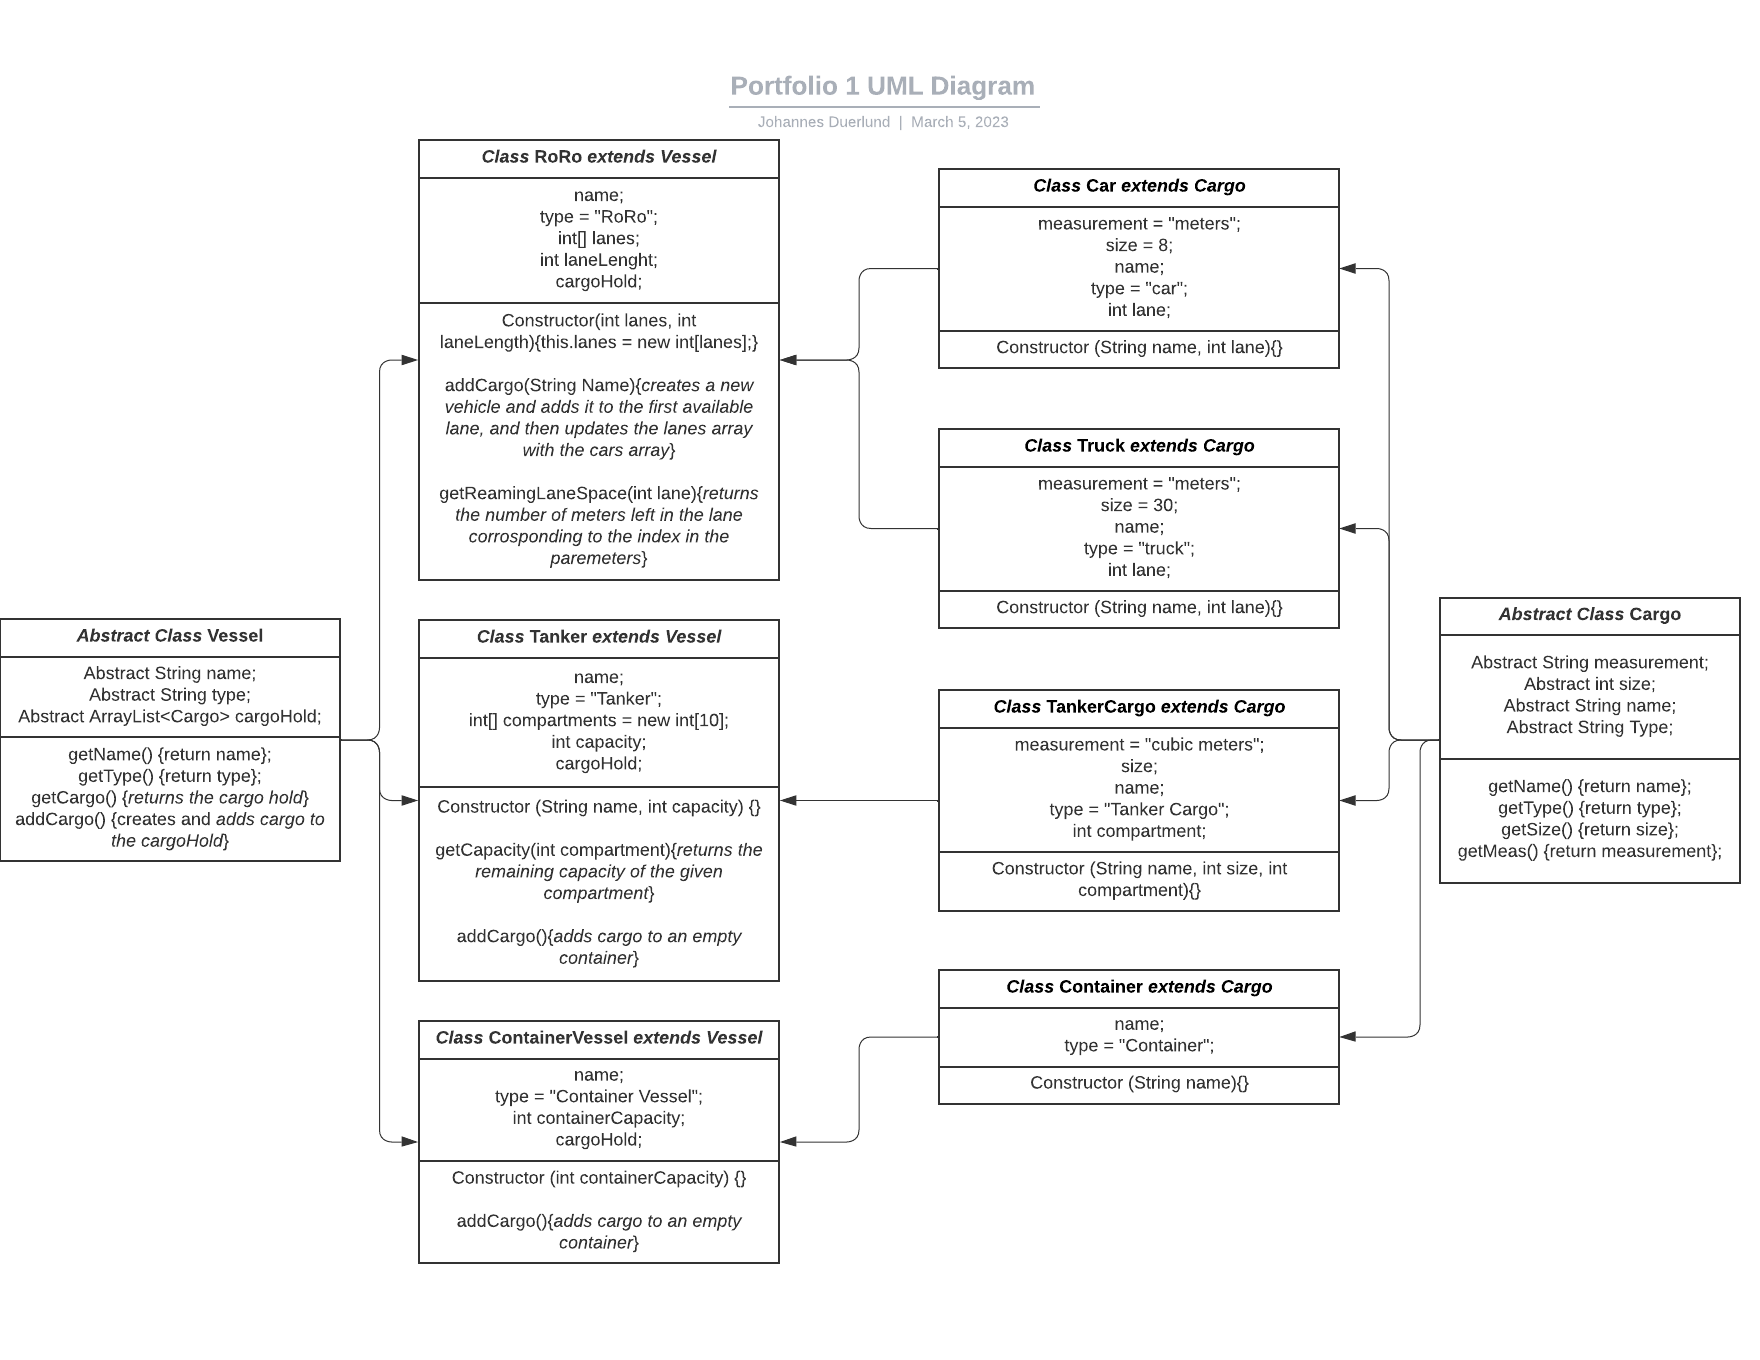 Portfolio 1 UML Diagram
Johannes Duerlund | March 5, 2023
Abstract Class Vessel
Abstract String name;
Abstract String type;
Abstract ArrayList<Cargo> cargoHold;
getName() {return name};
getType() {return type};
getCargo() {returns the cargo hold}
addCargo() {creates and adds cargo to
the cargoHold}
Class RoRo extends Vessel
name;
type = "RoRo";
int[] lanes;
int laneLenght;
cargoHold;
Constructor(int lanes, int
laneLength){this.lanes = new int[lanes];}
addCargo(String Name){creates a new
vehicle and adds it to the first available
lane, and then updates the lanes array
with the cars array}
getReamingLaneSpace(int lane){returns
the number of meters left in the lane
corrosponding to the index in the
paremeters}
Class Tanker extends Vessel
name;
type = "Tanker";
int[] compartments = new int[10];
int capacity;
cargoHold;
Constructor (String name, int capacity) {}
getCapacity(int compartment){returns the
remaining capacity of the given
compartment}
addCargo(){adds cargo to an empty
container}
Class ContainerVessel extends Vessel
name;
type = "Container Vessel";
int containerCapacity;
cargoHold;
Constructor (int containerCapacity) {}
addCargo(){adds cargo to an empty
container}
Class Car extends Cargo
measurement = "meters";
size = 8;
name;
type = "car";
int lane;
Constructor (String name, int lane){}
Class Truck extends Cargo
measurement = "meters";
size = 30;
name;
type = "truck";
int lane;
Constructor (String name, int lane){}
Class TankerCargo extends Cargo
measurement = "cubic meters";
size;
name;
type = "Tanker Cargo";
int compartment;
Constructor (String name, int size, int
compartment){}
Class Container extends Cargo
name;
type = "Container";
Constructor (String name){}
Abstract Class Cargo
Abstract String measurement;
Abstract int size;
Abstract String name;
Abstract String Type;
getName() {return name};
getType() {return type};
getSize() {return size};
getMeas() {return measurement};